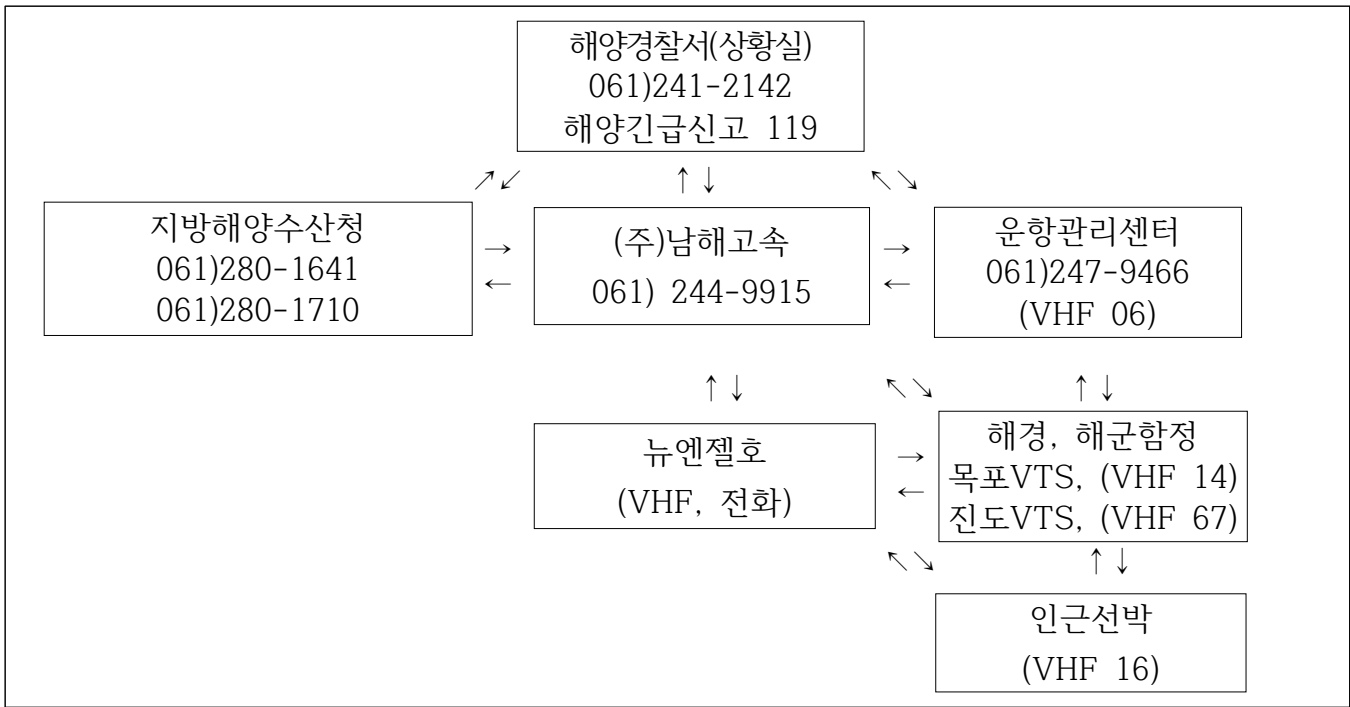 해양경찰서(상황실)
061)241-2142
해양긴급신고 119
↗↙
↑↓
↖↘
지방해양수산청
061)280-1641
061)280-1710
→
←
(주)남해고속
061) 244-9915
→
←
운항관리센터
061)247-9466
(VHF 06)
↑↓
↖↘
↑↓
뉴엔젤호
(VHF, 전화)
→
←
해경, 해군함정
목포VTS, (VHF 14)
진도VTS, (VHF 67)
↖↘
↑↓
인근선박
(VHF 16)